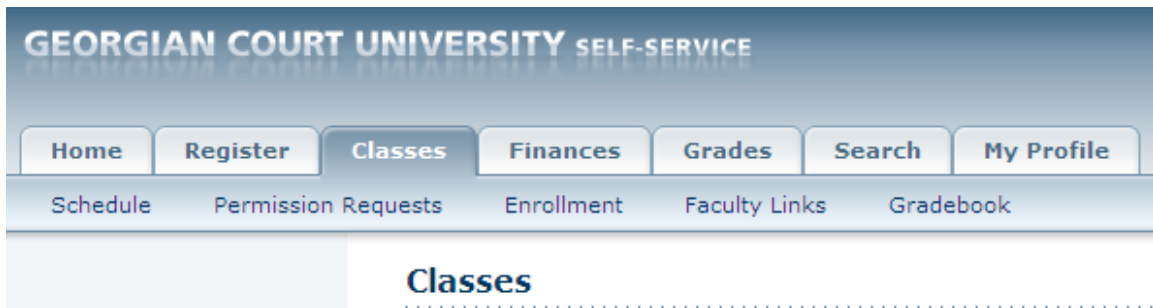 GEORGIAN COURT UNIVERSITY SELF-SERVICE
Home Register Classes Finances Grades Search My Profile
Schedule Permission Requests Enrollment Faculty Links Gradebook
Classes